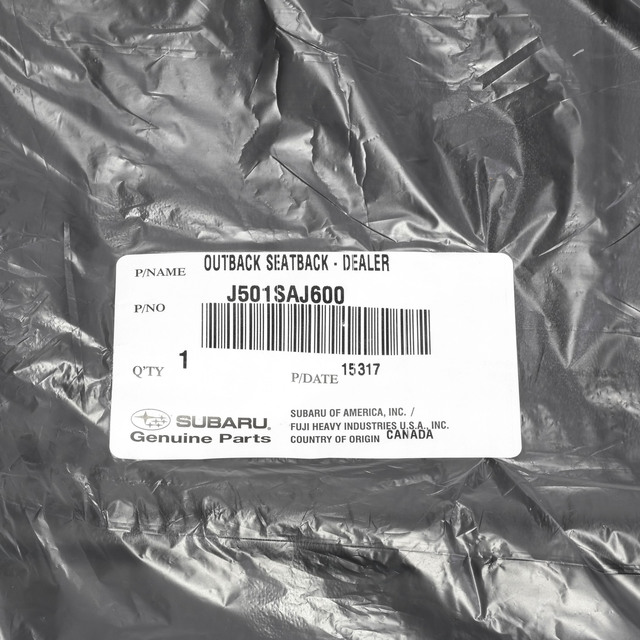 P/NAME OUTBACK SEATBACK - DEALER
P/NO J501SAJ600
Q'TY 1 P/DATE 15317
SUBARU. Genuine Parts
SUBARU OF AMERICA, INC. /
FUJI HEAVY INDUSTRIES U.S.A., INC.
COUNTRY OF ORIGIN CANADA